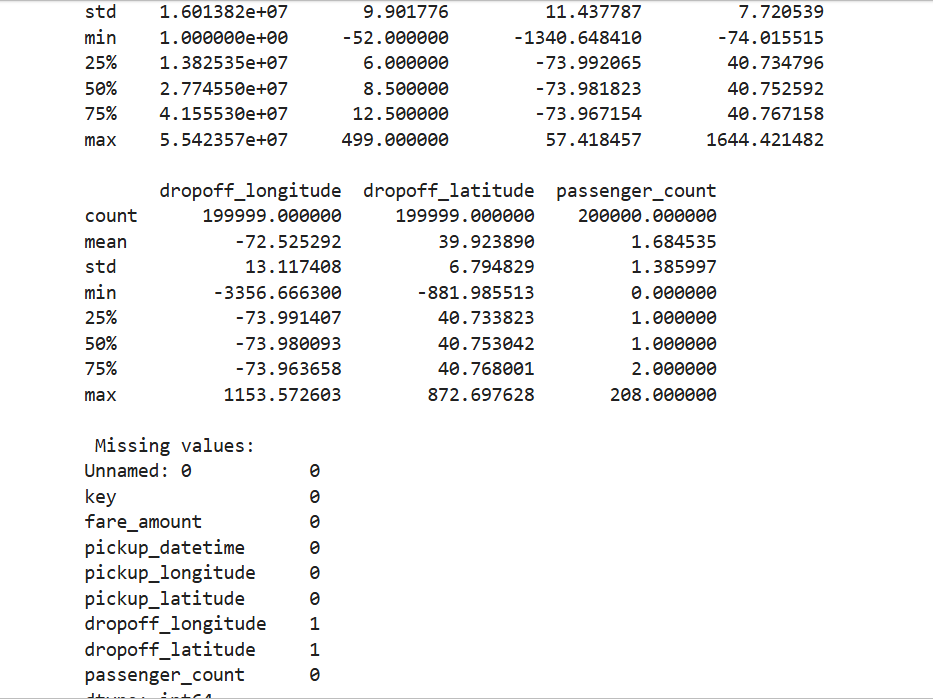 std 1.601382e+07 9.901776 11.437787 7.720539
min 1.000000e+00 -52.000000 -1340.648410 -74.015515
25% 1.382535e+07 6.000000 -73.992065 40.734796
50% 2.774550e+07 8.500000 -73.981823 40.752592
75% 4.155530e+07 12.500000 -73.967154 40.767158
max 5.542357e+07 499.000000 57.418457 1644.421482
dropoff_longitude dropoff_latitude passenger_count
count 199999.000000 199999.000000 200000.000000
mean -72.525292 39.923890 1.684535
std 13.117408 6.794829 1.385997
min -3356.666300 -881.985513 0.000000
25% -73.991407 40.733823 1.000000
50% -73.980093 40.753042 1.000000
75% -73.963658 40.768001 2.000000
max 1153.572603 872.697628 208.000000
Missing values:
Unnamed: 0 0
key 0
fare_amount 0
pickup_datetime 0
pickup_longitude 0
pickup_latitude 0
dropoff_longitude 1
dropoff_latitude 1
passenger_count 0
dtype: int64